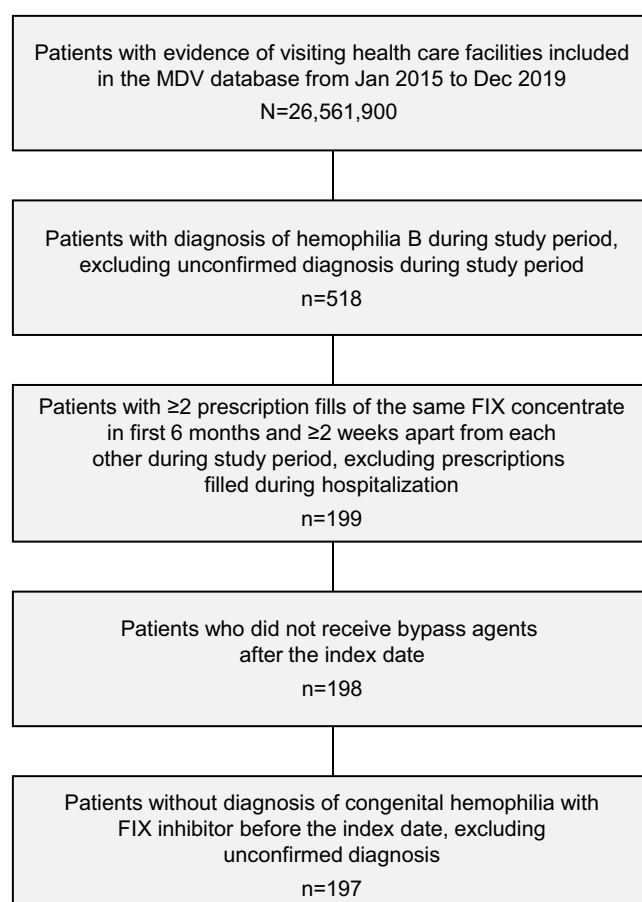 Patients with evidence of visiting health care facilities included
in the MDV database from Jan 2015 to Dec 2019
N=26,561,900
Patients with diagnosis of hemophilia B during study period,
excluding unconfirmed diagnosis during study period
n=518
Patients with ≥2 prescription fills of the same FIX concentrate
in first 6 months and ≥2 weeks apart from each
other during study period, excluding prescriptions
filled during hospitalization
n=199
Patients who did not receive bypass agents
after the index date
n=198
Patients without diagnosis of congenital hemophilia with
FIX inhibitor before the index date, excluding
unconfirmed diagnosis
n=197